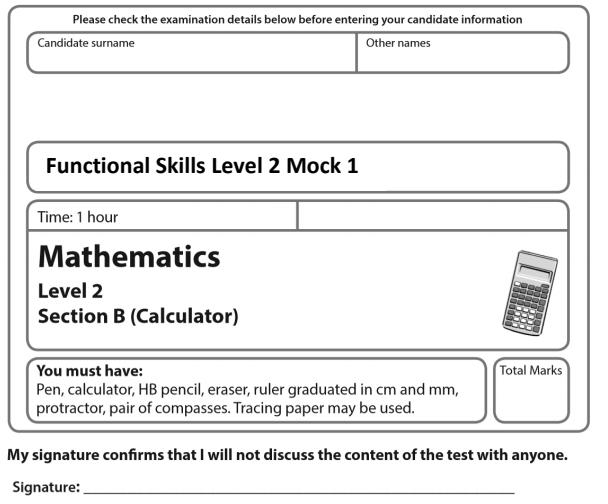 Please check the examination details below before entering your candidate information
Candidate surname
Other names
Functional Skills Level 2 Mock 1
Time: 1 hour
Mathematics
Level 2
Section B (Calculator)
You must have:
Pen, calculator, HB pencil, eraser, ruler graduated in cm and mm,
protractor, pair of compasses. Tracing paper may be used.
Total Marks
My signature confirms that I will not discuss the content of the test with anyone.
Signature: